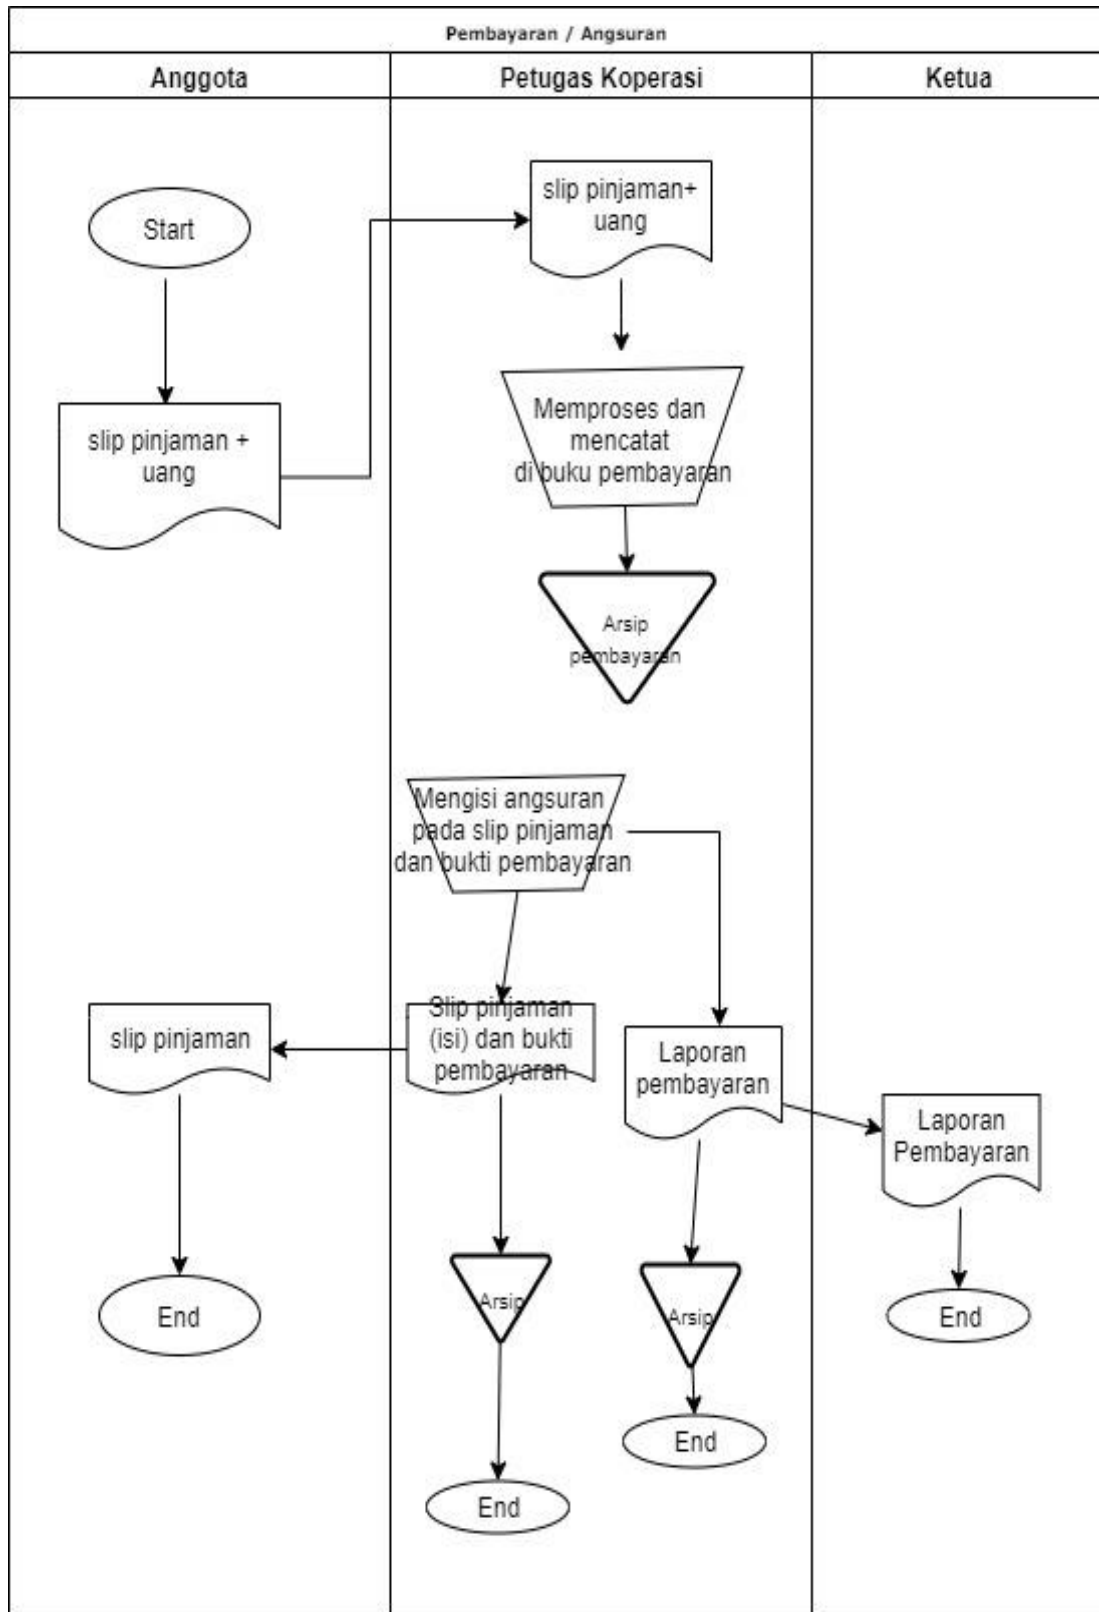 Pembayaran / Angsuran
Anggota
Petugas Koperasi
Ketua
Start
slip pinjaman +
uang
slip pinjaman+
uang
Memproses dan
mencatat
di buku pembayaran
Arsip
pembayaran
Mengisi angsuran
pada slip pinjaman
dan bukti pembayaran
slip pinjaman
Slip pinjaman
(isi) dan bukti
pembayaran
Laporan
pembayaran
Laporan
Pembayaran
End
Arsip
Arsip
End
End
End